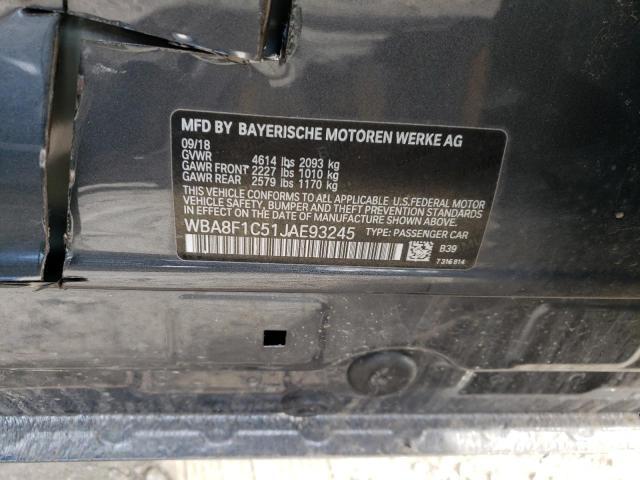 MFD BY BAYERISCHE MOTOREN WERKE AG
09/18
GVWR 4614 lbs 2093 kg
GAWR FRONT 2227 lbs 1010 kg
GAWR REAR 2579 lbs 1170 kg
THIS VEHICLE CONFORMS TO ALL APPLICABLE U.S.FEDERAL MOTOR
VEHICLE SAFETY, BUMPER AND THEFT PREVENTION STANDARDS
IN EFFECT ON THE DATE OF MANUFACTURE SHOWN ABOVE.
WBA8F1C51JAE93245 TYPE: PASSENGER CAR
B39
7316814